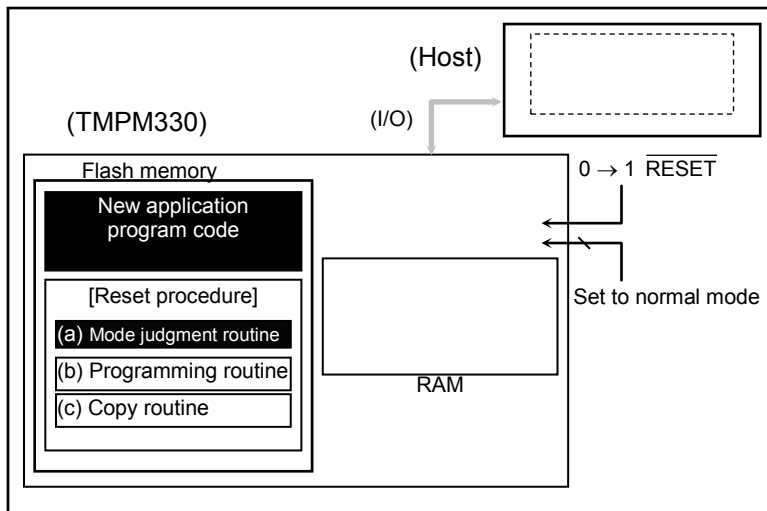 (Host)
(TMPM330)
(I/O)
Flash memory
0 → 1 RESET
New application
program code
[Reset procedure]
Set to normal mode
(a) Mode judgment routine
(b) Programming routine
(c) Copy routine
RAM